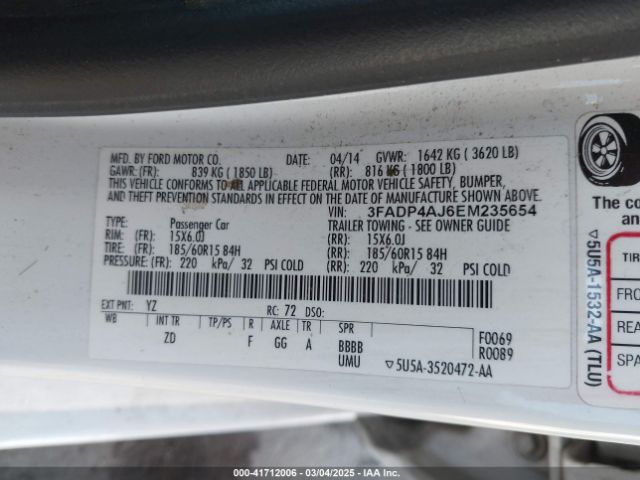 MFD. BY FORD MOTOR CO. DATE: 04/14 GVWR: 1642 KG ( 3620 LB)
GAWR: (FR): 839 KG ( 1850 LB) (RR): 816 KG ( 1800 LB)
THIS VEHICLE CONFORMS TO ALL APPLICABLE FEDERAL MOTOR VEHICLE SAFETY, BUMPER,
AND THEFT PREVENTION STANDARDS IN EFFECT ON THE DATE OF MANUFACTURE SHOWN ABOVE.
VIN: 3FADP4AJ6EM235654
TYPE: Passenger Car TRAILER TOWING - SEE OWNER GUIDE
RIM: (FR): 15X6.0J (RR): 15X6.0J
TIRE: (FR): 185/60R15 84H (RR): 185/60R15 84H
PRESSURE: (FR): 220 kPa/ 32 PSI COLD (RR): 220 kPa/ 32 PSI COLD
EXT PNT: YZ RC: 72 DSO:
WB INT TR TP/PS R AXLE TR SPR
ZD F GG A BBBB
UMU
F0069
R0089
▽5U5A-3520472-AA
▽5U5A-1532-AA (TLU)
The
and
TIR
FRO
REA
SPA
000-41712006 — 03/04/2025 — IAA Inc.